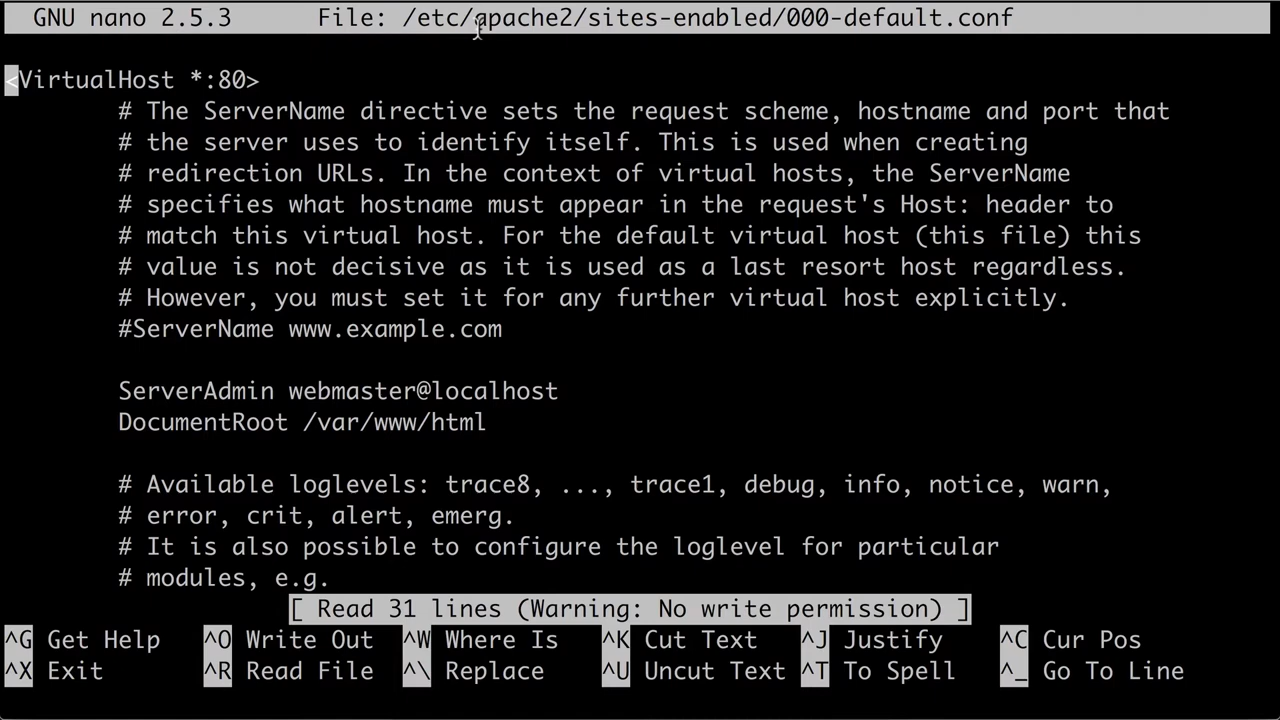 GNU nano 2.5.3 File: /etc/apache2/sites-enabled/000-default.conf
<VirtualHost *:80>
# The ServerName directive sets the request scheme, hostname and port that
# the server uses to identify itself. This is used when creating
# redirection URLs. In the context of virtual hosts, the ServerName
# specifies what hostname must appear in the request's Host: header to
# match this virtual host. For the default virtual host (this file) this
# value is not decisive as it is used as a last resort host regardless.
# However, you must set it for any further virtual host explicitly.
#ServerName www.example.com
ServerAdmin webmaster@localhost
DocumentRoot /var/www/html
# Available loglevels: trace8, ..., trace1, debug, info, notice, warn,
# error, crit, alert, emerg.
# It is also possible to configure the loglevel for particular
# modules, e.g.
[ Read 31 lines (Warning: No write permission) ]
^G Get Help ^O Write Out ^W Where Is ^K Cut Text ^J Justify ^C Cur Pos
^X Exit ^R Read File ^\ Replace ^U Uncut Text ^T To Spell ^_ Go To Line